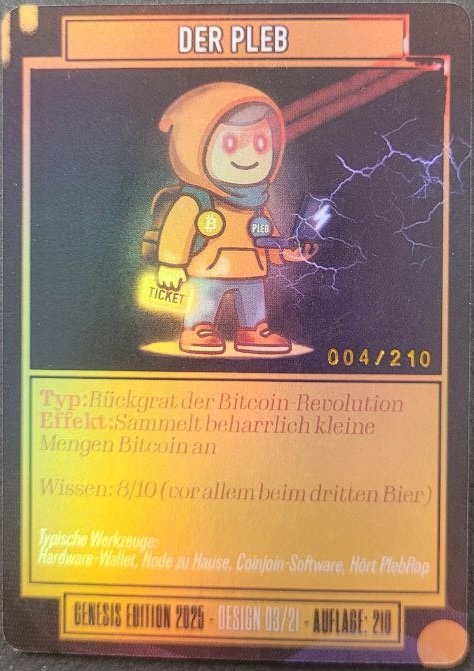 DER PLEB
₿
PLEB
TICKET
004/210
Typ:Rückgrat der Bitcoin-Revolution
Effekt:Sammelt beharrlich kleine
Mengen Bitcoin an
Wissen: 8/10 (vor allem beim dritten Bier)
Typische Werkzeuge:
Hardware-Wallet, Node zu Hause, Coinjoin-Software, Hört PlebRap
GENESIS EDITION 2025 - DESIGN 03/21 - AUFLAGE: 210